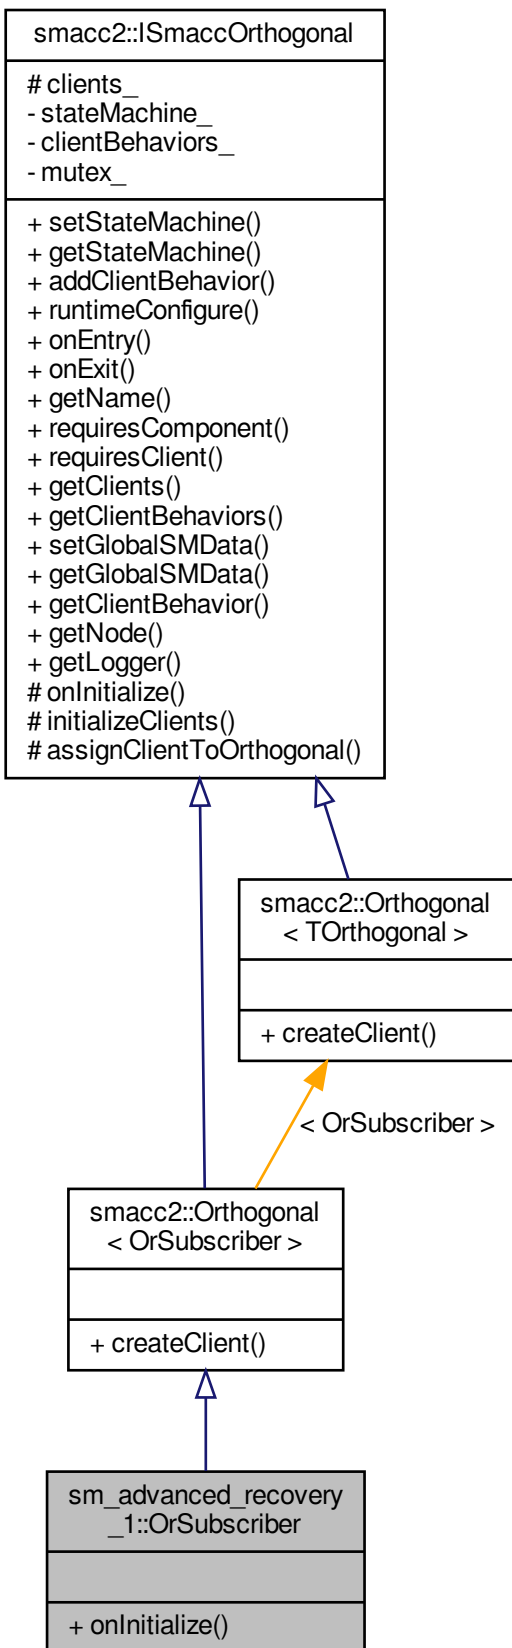 smacc2::ISmaccOrthogonal
# clients_
- stateMachine_
- clientBehaviors_
- mutex_
+ setStateMachine()
+ getStateMachine()
+ addClientBehavior()
+ runtimeConfigure()
+ onEntry()
+ onExit()
+ getName()
+ requiresComponent()
+ requiresClient()
+ getClients()
+ getClientBehaviors()
+ setGlobalSMData()
+ getGlobalSMData()
+ getClientBehavior()
+ getNode()
+ getLogger()
# onInitialize()
# initializeClients()
# assignClientToOrthogonal()
smacc2::Orthogonal
< TOrthogonal >
+ createClient()
< OrSubscriber >
smacc2::Orthogonal
< OrSubscriber >
+ createClient()
sm_advanced_recovery
_1::OrSubscriber
+ onInitialize()